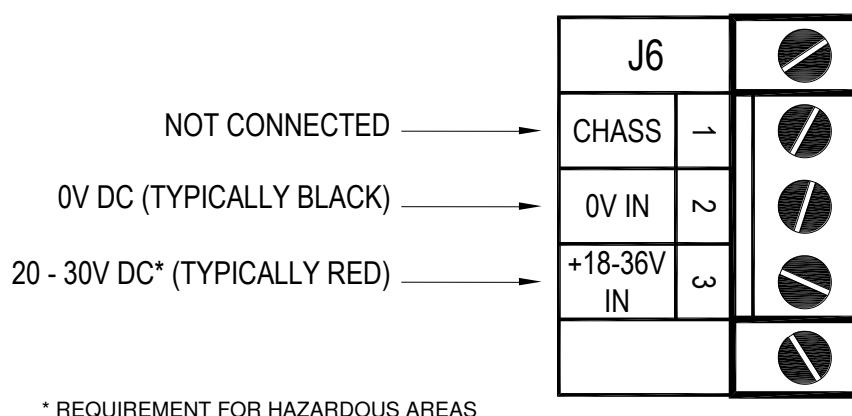 J6
NOT CONNECTED CHASS 1
0V DC (TYPICALLY BLACK) 0V IN 2
20 - 30V DC* (TYPICALLY RED) +18-36V IN 3
* REQUIREMENT FOR HAZARDOUS AREAS